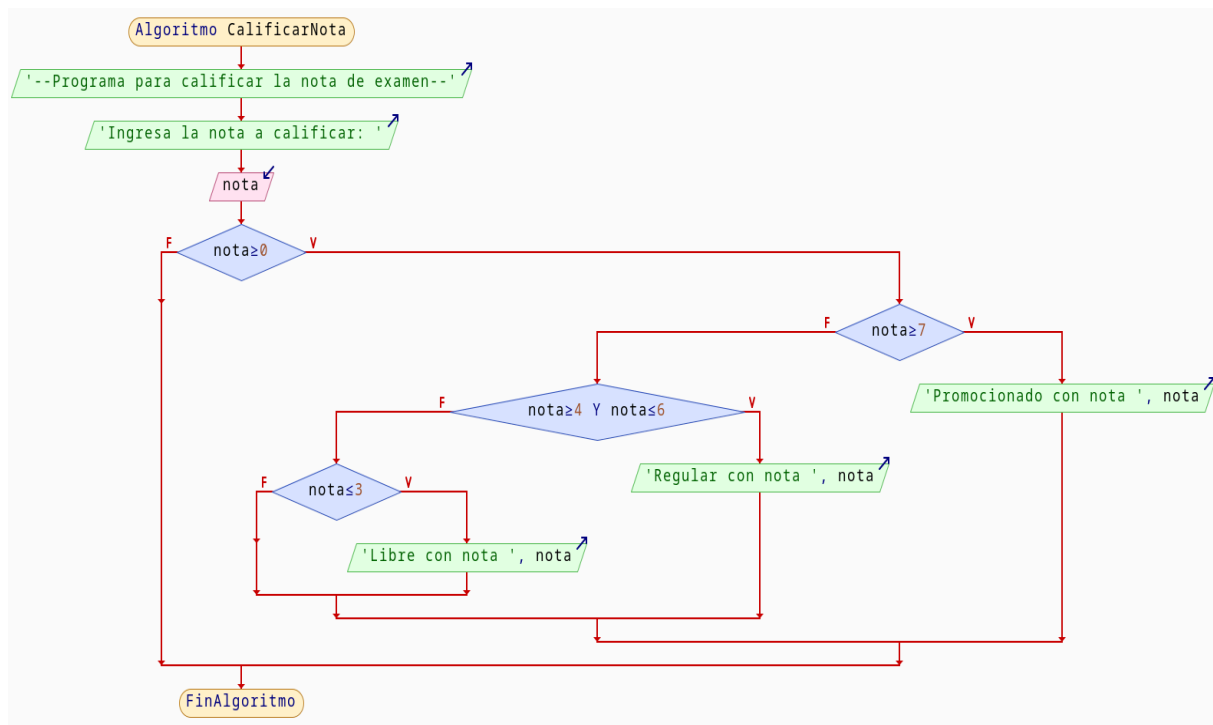 Algoritmo CalificarNota
'--Programa para calificar la nota de examen--'
'Ingresa la nota a calificar: '
nota
F
nota≥0
V
F
nota≥7
V
'Promocionado con nota ', nota
F
nota≥4 Y nota≤6
V
'Regular con nota ', nota
F
nota≤3
V
'Libre con nota ', nota
FinAlgoritmo